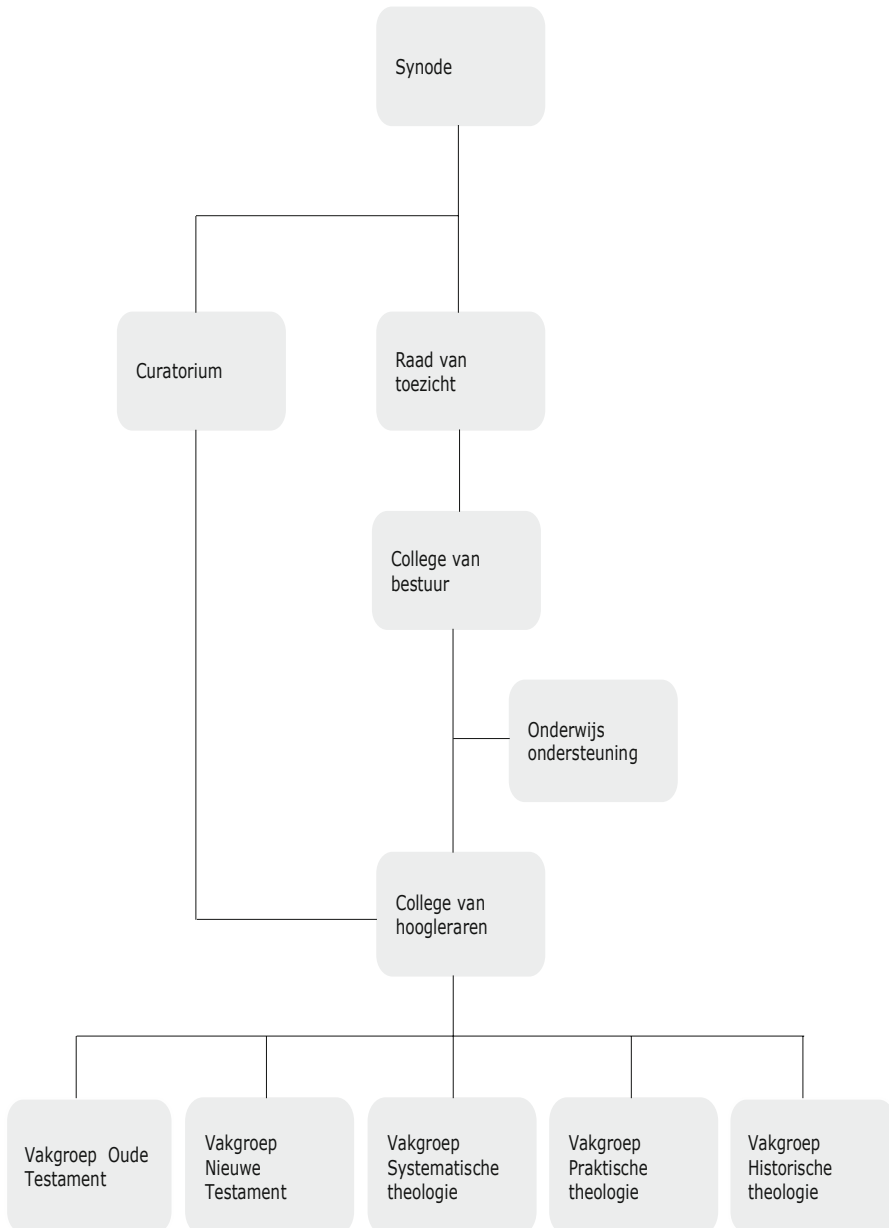 Synode
Curatorium
Raad van
toezicht
College van
bestuur
Onderwijs
ondersteuning
College van
hoogleraren
Vakgroep Oude
Testament
Vakgroep
Nieuwe
Testament
Vakgroep
Systematische
theologie
Vakgroep
Praktische
theologie
Vakgroep
Historische
theologie